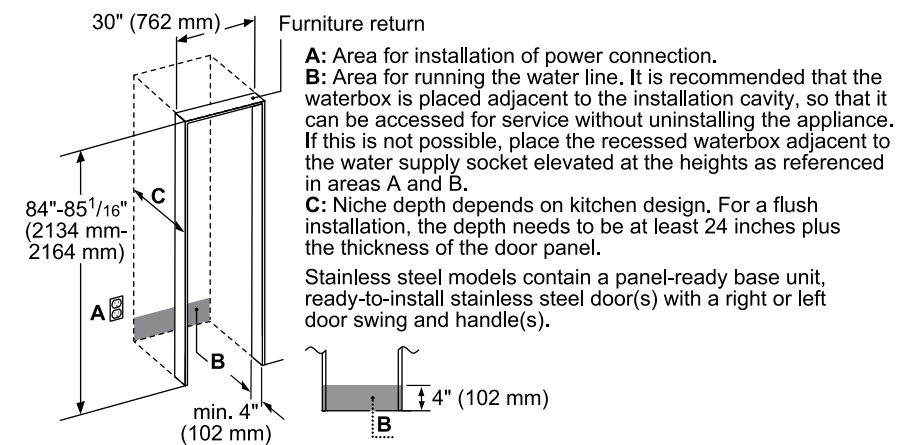 30" (762 mm)
Furniture return
A: Area for installation of power connection.
B: Area for running the water line. It is recommended that the
waterbox is placed adjacent to the installation cavity, so that it
can be accessed for service without uninstalling the appliance.
If this is not possible, place the recessed waterbox adjacent to
the water supply socket elevated at the heights as referenced
in areas A and B.
C: Niche depth depends on kitchen design. For a flush
installation, the depth needs to be at least 24 inches plus
the thickness of the door panel.
Stainless steel models contain a panel-ready base unit,
ready-to-install stainless steel door(s) with a right or left
door swing and handle(s).
C
84"-85 1/16"
(2134 mm-
2164 mm)
A
B
min. 4"
(102 mm)
4" (102 mm)
B